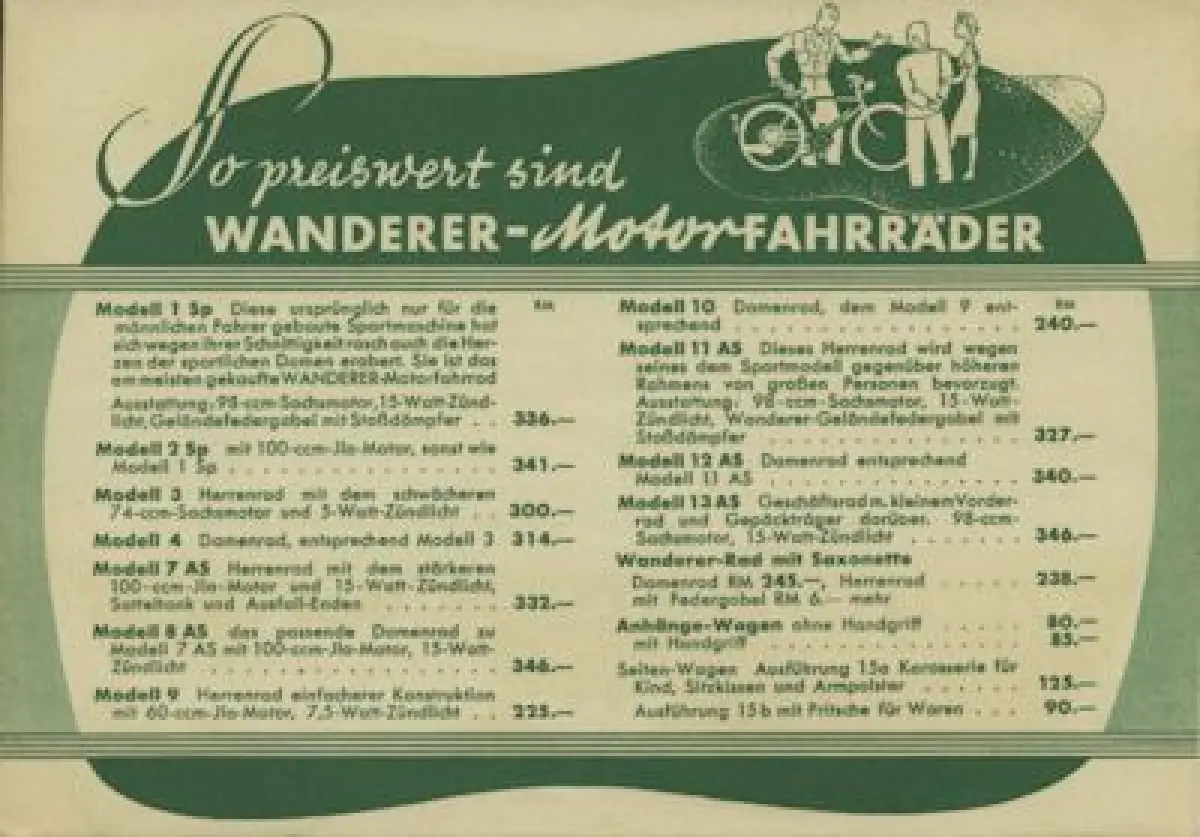 So preiswert sind
WANDERER-MotorFAHRRÄDER
RM
Modell 1 Sp Diese ursprünglich nur für die
männlichen Fahrer gebaute Sportmaschine hat
sich wegen ihrer Schnittigkeit rasch auch die Her-
zen der sportlichen Damen erobert. Sie ist das
am meisten gekaufte WANDERER-Motorfahrrad
Ausstattung: 98-ccm-Sachsmotor, 15-Watt-Zünd-
licht, Geländefedergabel mit Stoßdämpfer . . 336.—
Modell 2 Sp mit 100-ccm-Jlo-Motor, sonst wie
Modell 1 Sp . . . . . . . . . . . . . . . . 341.—
Modell 3 Herrenrad mit dem schwächeren
74-ccm-Sachsmotor und 5-Watt-Zündlicht . . 300.—
Modell 4 Damenrad, entsprechend Modell 3 314.—
Modell 7 AS Herrenrad mit dem stärkeren
100-ccm-Jlo-Motor und 15-Watt-Zündlicht,
Satteltank und Ausfall-Enden . . . . . . . 332.—
Modell 8 AS das passende Damenrad zu
Modell 7 AS mit 100-ccm-Jlo-Motor, 15-Watt-
Zündlicht . . . . . . . . . . . . . . . . . 346.—
Modell 9 Herrenrad einfacherer Konstruktion
mit 60-ccm-Jlo-Motor, 7,5-Watt-Zündlicht . . 225.—
RM
Modell 10 Damenrad, dem Modell 9 ent-
sprechend . . . . . . . . . . . . . . . . . 240.—
Modell 11 AS Dieses Herrenrad wird wegen
seines dem Sportmodell gegenüber höheren
Rahmens von großen Personen bevorzugt.
Ausstattung: 98-ccm-Sachsmotor, 15-Watt-
Zündlicht, Wanderer-Geländefedergabel mit
Stoßdämpfer . . . . . . . . . . . . . . . 327.—
Modell 12 AS Damenrad entsprechend
Modell 11 AS . . . . . . . . . . . . . . . 340.—
Modell 13 AS Geschäftsrad m. kleinem Vorder-
rad und Gepäckträger darüber. 98-ccm-
Sachsmotor, 15-Watt-Zündlicht . . . . . . . 346.—
Wanderer-Rad mit Saxonette
Damenrad RM 245.—, Herrenrad . . . . . 238.—
mit Federgabel RM 6.— mehr
Anhänge-Wagen ohne Handgriff . . . . . 80.—
mit Handgriff . . . . . . . . . . . . . . . 85.—
Seiten-Wagen Ausführung 15a Karosserie für
Kind, Sitzkissen und Armpolster . . . . . . 125.—
Ausführung 15b mit Pritsche für Waren . . . 90.—